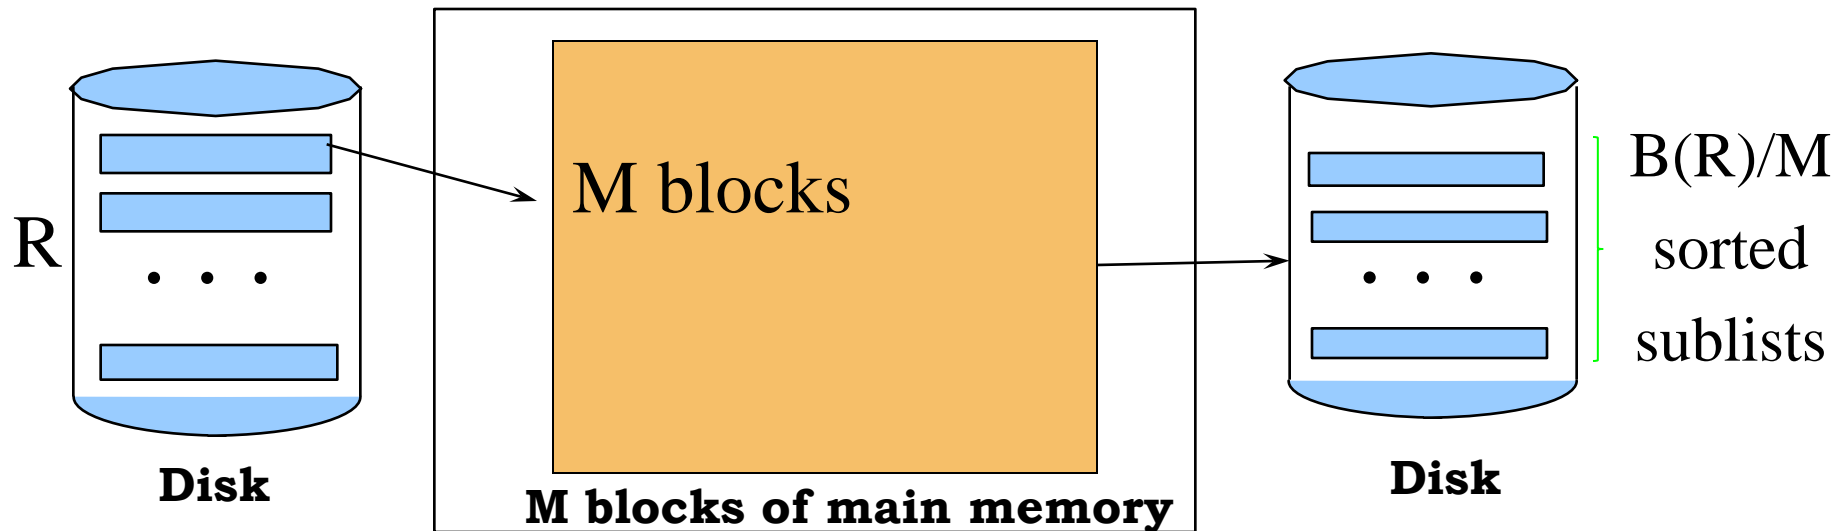 R
• • •
Disk
M blocks
M blocks of main memory
• • •
Disk
B(R)/M
sorted
sublists